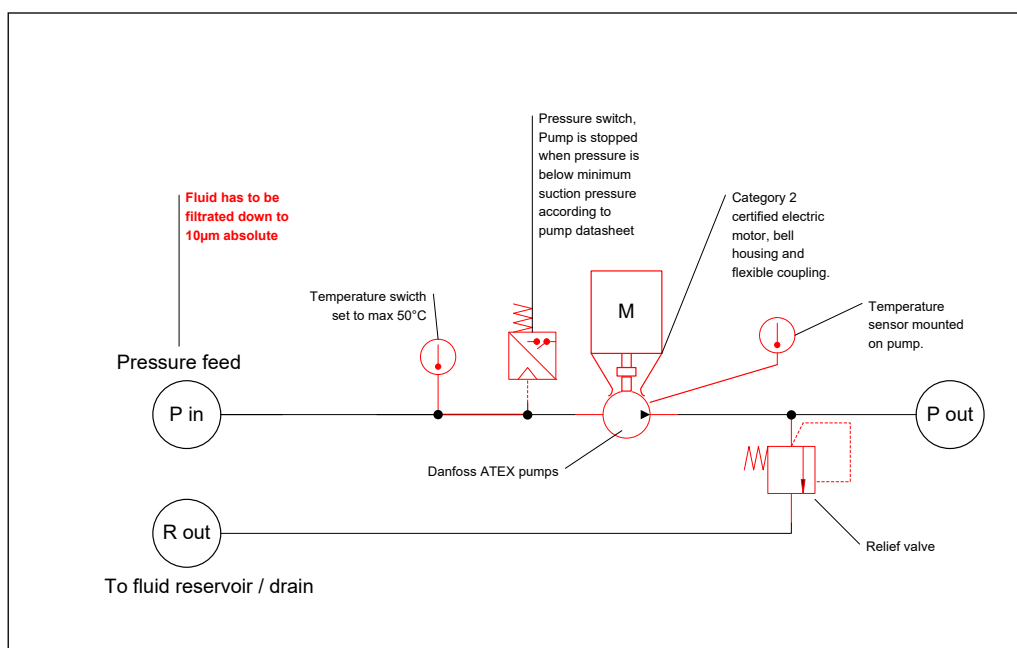 Pressure switch,
Pump is stopped
when pressure is
below minimum
suction pressure
according to
pump datasheet
Fluid has to be
filtrated down to
10µm absolute
Category 2
certified electric
motor, bell
housing and
flexible coupling.
Temperature swicth
set to max 50°C
M
Temperature
sensor mounted
on pump.
Pressure feed
P in
P out
Danfoss ATEX pumps
R out
Relief valve
To fluid reservoir / drain